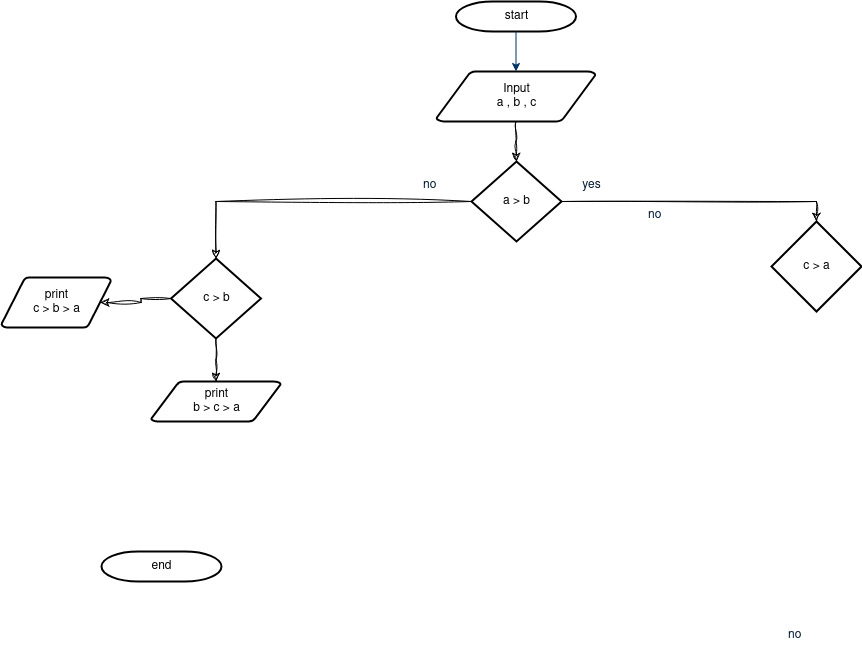 start
Input
a , b , c
no
yes
a > b
no
c > a
c > b
print
c > b > a
print
b > c > a
end
no